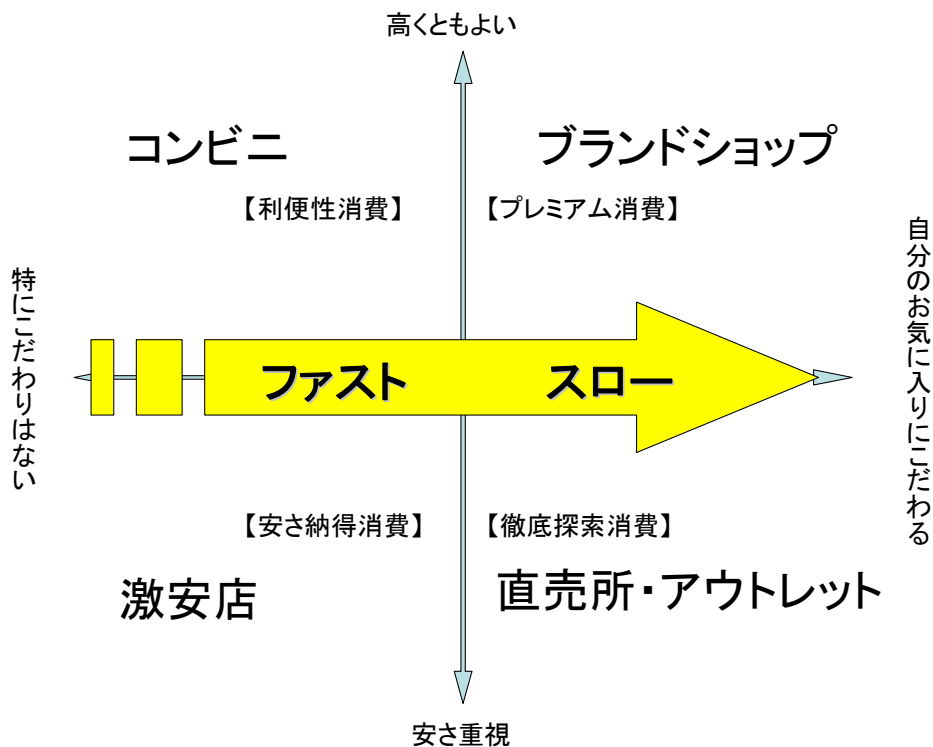 高くともよい
コンビニ
ブランドショップ
【利便性消費】
【プレミアム消費】
特にこだわりはない
自分のお気に入りにこだわる
ファスト
スロー
【安さ納得消費】
【徹底探索消費】
激安店
直売所・アウトレット
安さ重視